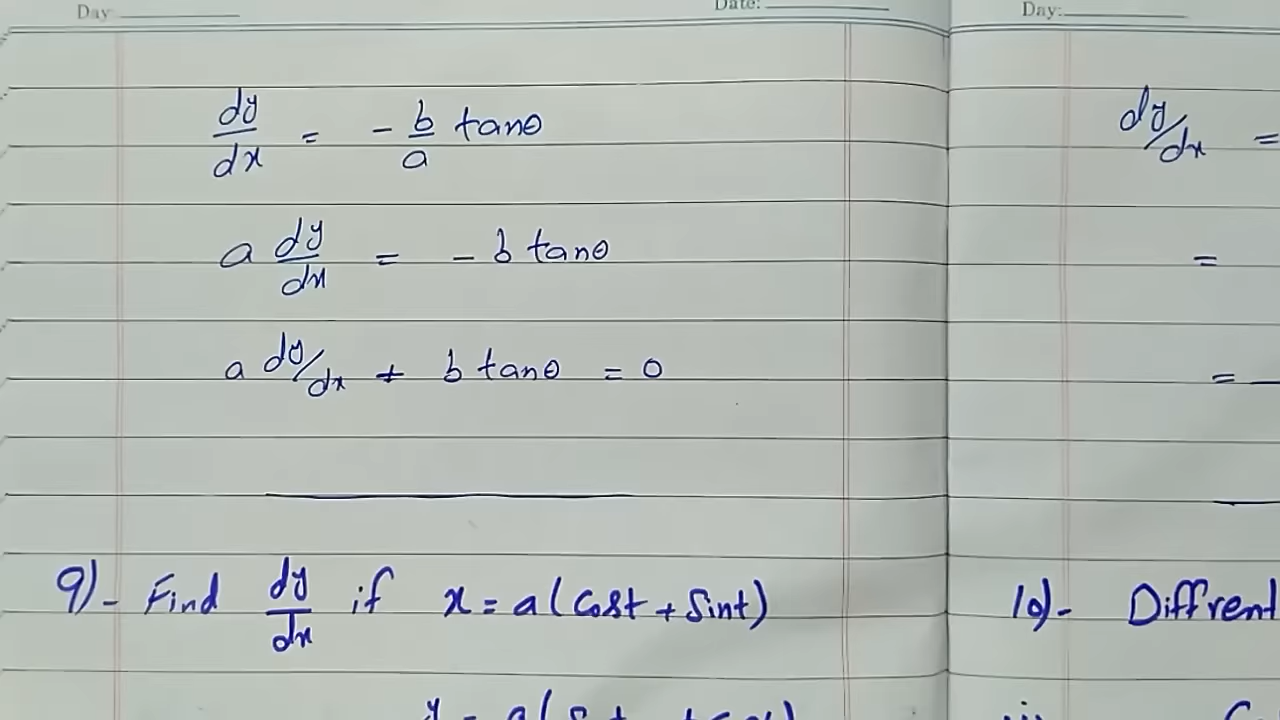 Day
Date:
dy/dx = - b/a tanθ
a dy/dx = - b tanθ
a dy/dx + b tanθ = 0
9)- Find dy/dx if x = a(Cost + Sint)
Day:
dy/dx =
=
=
10)- Diffrent